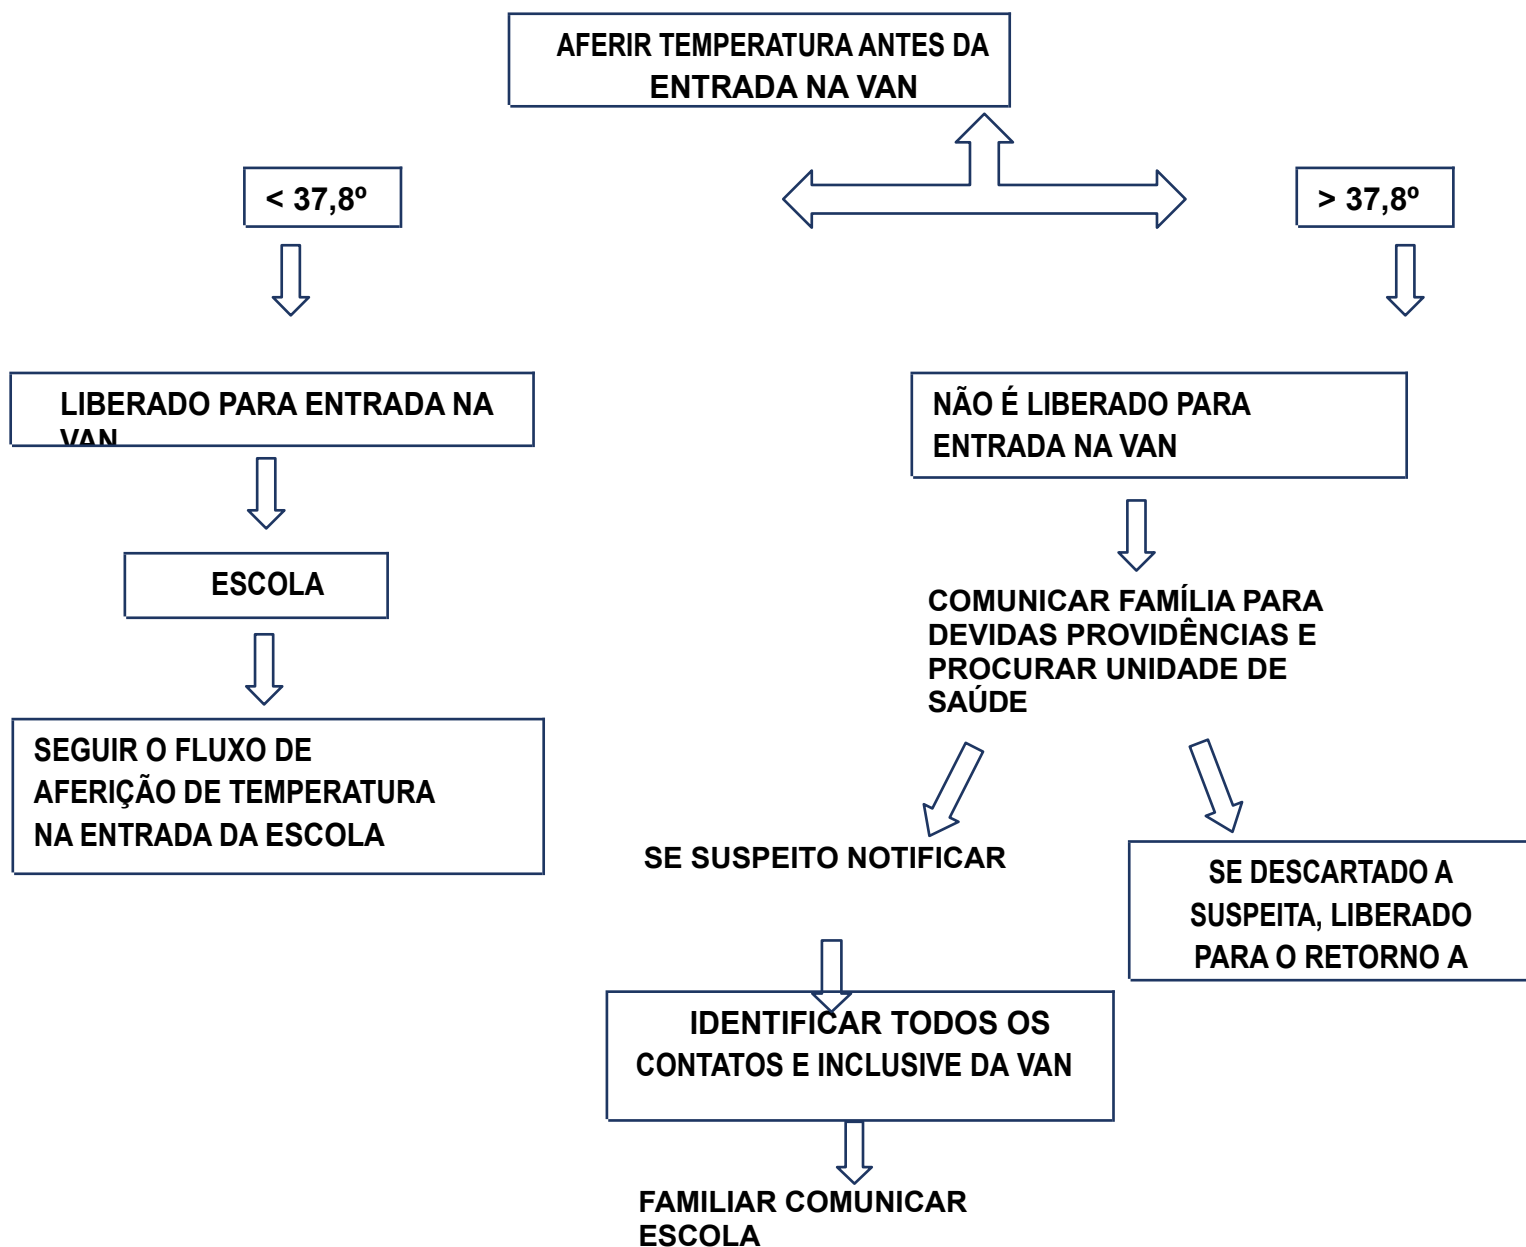 AFERIR TEMPERATURA ANTES DA
ENTRADA NA VAN
< 37,8º
> 37,8º
LIBERADO PARA ENTRADA NA
VAN
NÃO É LIBERADO PARA
ENTRADA NA VAN
ESCOLA
COMUNICAR FAMÍLIA PARA
DEVIDAS PROVIDÊNCIAS E
PROCURAR UNIDADE DE
SAÚDE
SEGUIR O FLUXO DE
AFERIÇÃO DE TEMPERATURA
NA ENTRADA DA ESCOLA
SE SUSPEITO NOTIFICAR
SE DESCARTADO A
SUSPEITA, LIBERADO
PARA O RETORNO A
IDENTIFICAR TODOS OS
CONTATOS E INCLUSIVE DA VAN
FAMILIAR COMUNICAR
ESCOLA